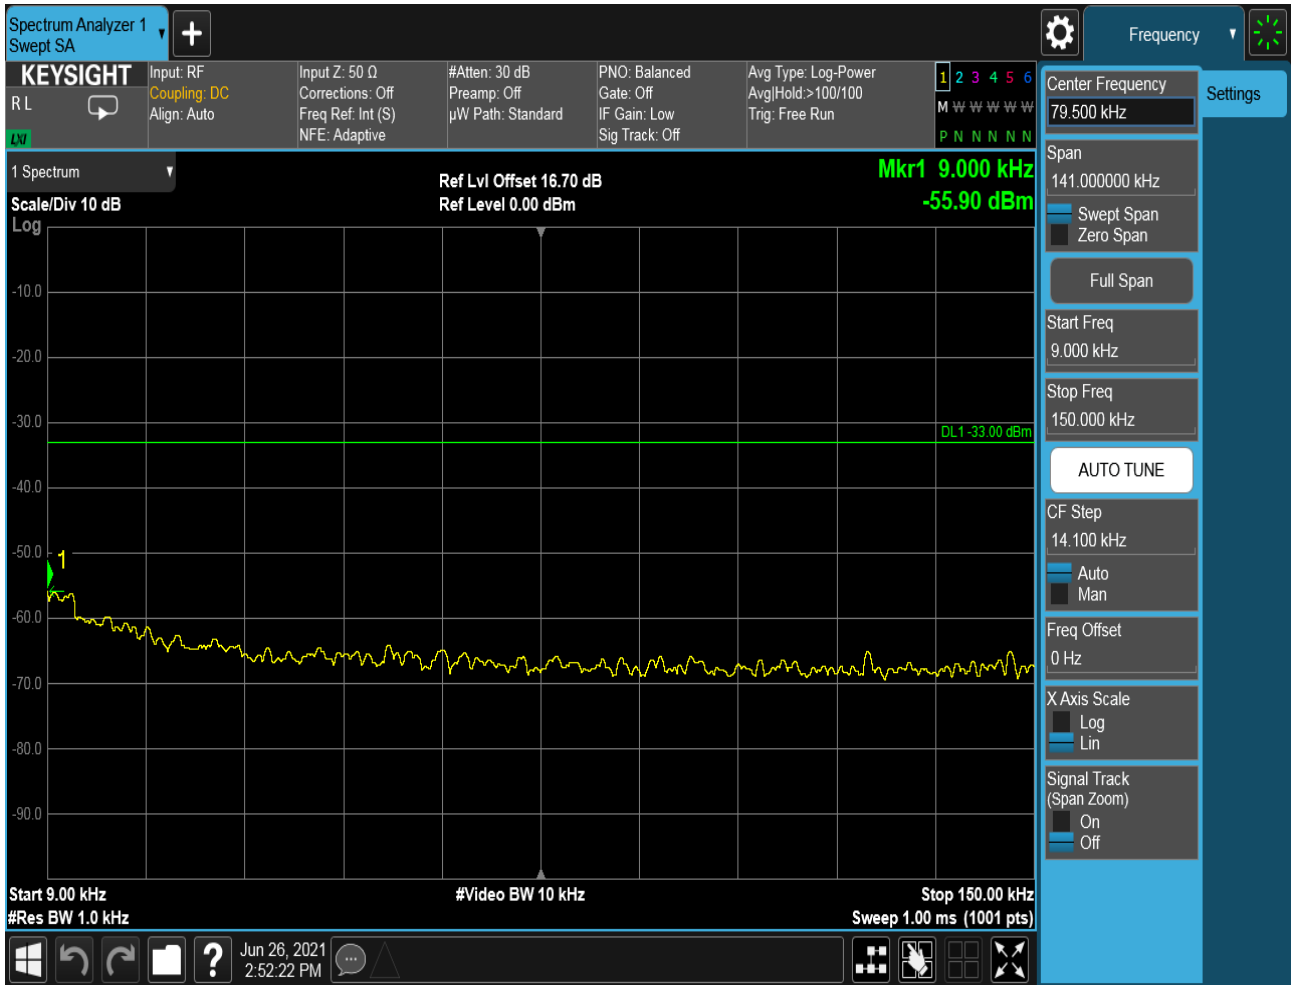 Spectrum Analyzer 1
Swept SA
Frequency
KEYSIGHT
R L
LXI
Input: RF
Coupling: DC
Align: Auto
Input Z: 50 Ω
Corrections: Off
Freq Ref: Int (S)
NFE: Adaptive
#Atten: 30 dB
Preamp: Off
µW Path: Standard
PNO: Balanced
Gate: Off
IF Gain: Low
Sig Track: Off
Avg Type: Log-Power
Avg|Hold:>100/100
Trig: Free Run
1 2 3 4 5 6
M W W W W W
P N N N N N
1 Spectrum
Scale/Div 10 dB
Log
Ref Lvl Offset 16.70 dB
Ref Level 0.00 dBm
Mkr1 9.000 kHz
-55.90 dBm
-10.0
-20.0
-30.0
DL1 -33.00 dBm
-40.0
-50.0
1
-60.0
-70.0
-80.0
-90.0
Start 9.00 kHz
#Res BW 1.0 kHz
#Video BW 10 kHz
Stop 150.00 kHz
Sweep 1.00 ms (1001 pts)
Jun 26, 2021
2:52:22 PM
Center Frequency
79.500 kHz
Settings
Span
141.000000 kHz
Swept Span
Zero Span
Full Span
Start Freq
9.000 kHz
Stop Freq
150.000 kHz
AUTO TUNE
CF Step
14.100 kHz
Auto
Man
Freq Offset
0 Hz
X Axis Scale
Log
Lin
Signal Track
(Span Zoom)
On
Off